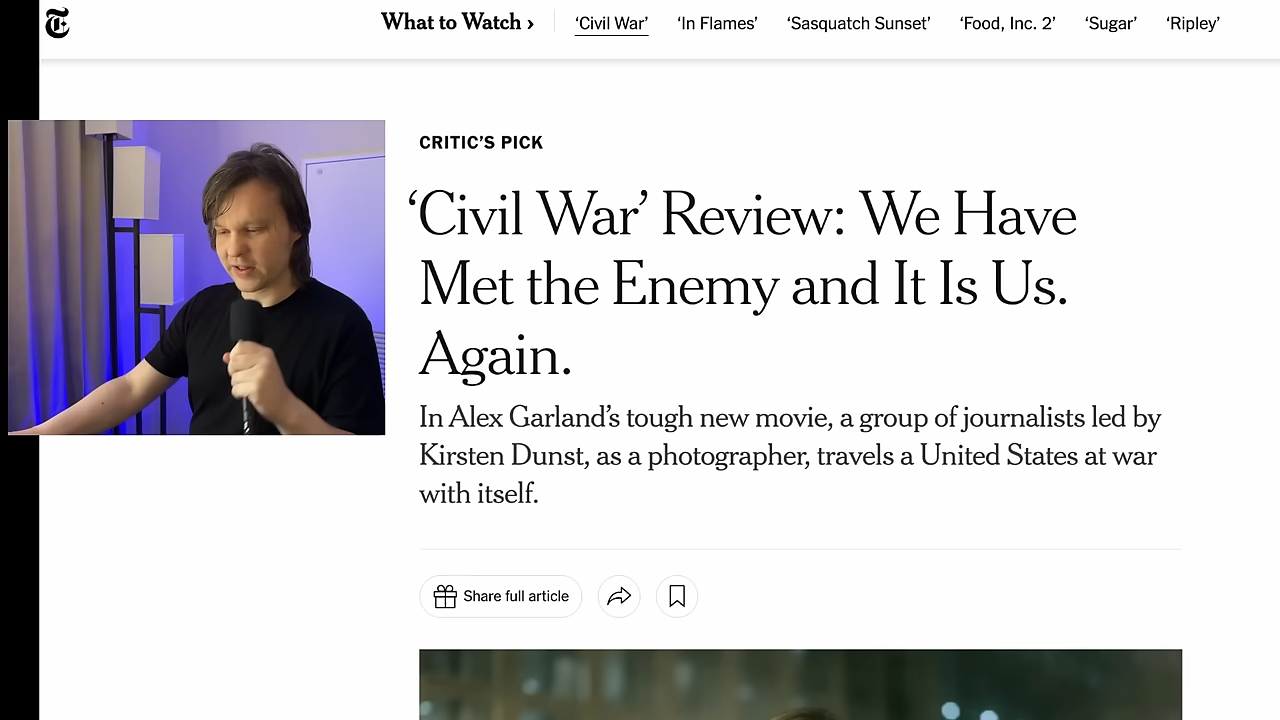 What to Watch › ‘Civil War’ ‘In Flames’ ‘Sasquatch Sunset’ ‘Food, Inc. 2’ ‘Sugar’ ‘Ripley’
CRITIC’S PICK
‘Civil War’ Review: We Have
Met the Enemy and It Is Us.
Again.
In Alex Garland’s tough new movie, a group of journalists led by
Kirsten Dunst, as a photographer, travels a United States at war
with itself.
Share full article